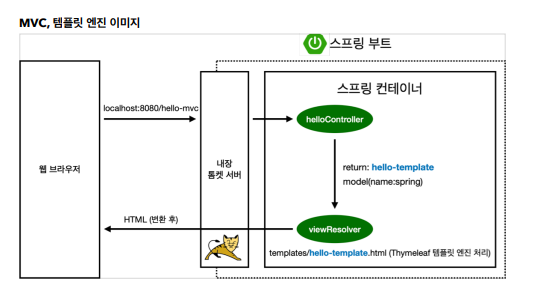 MVC, 템플릿 엔진 이미지
스프링 부트
스프링 컨테이너
localhost:8080/hello-mvc
helloController
웹 브라우저
내장
톰켓 서버
return: hello-template
model(name:spring)
HTML (변환 후)
viewResolver
templates/hello-template.html (Thymeleaf 템플릿 엔진 처리)